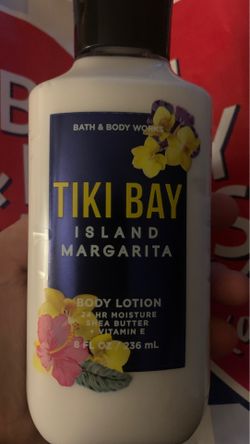 BATH & BODY WORKS
TIKI BAY
ISLAND
MARGARITA
BODY LOTION
24 HR MOISTURE
SHEA BUTTER
+ VITAMIN E
8 FL OZ / 236 mL